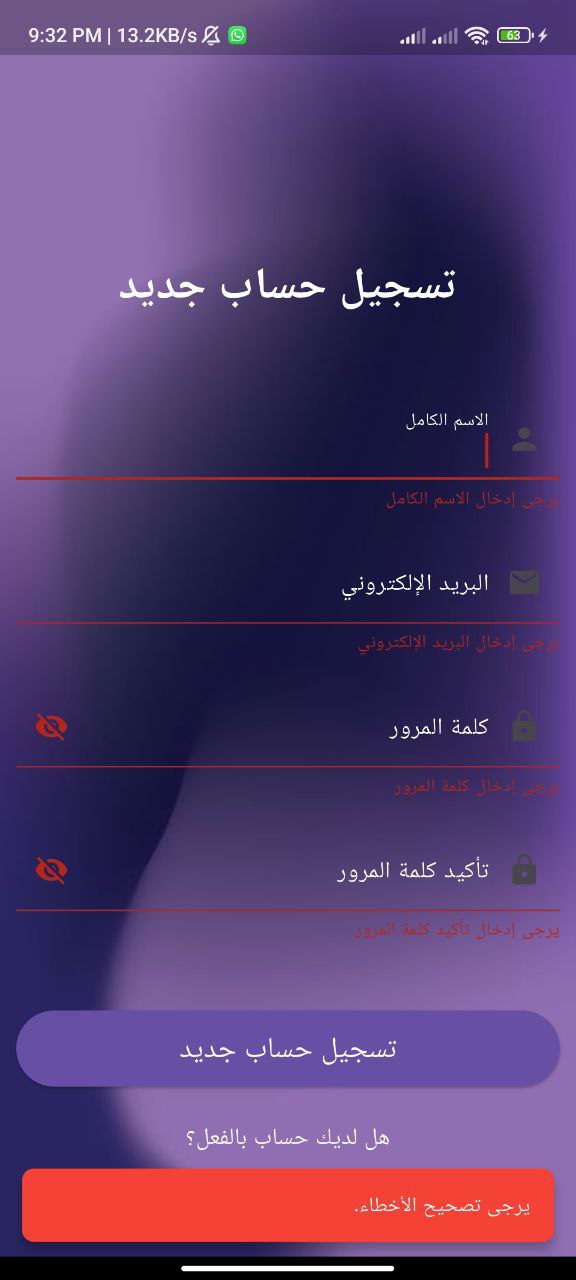 9:32 PM | 13.2KB/s
63
تسجيل حساب جديد
الاسم الكامل
يرجى إدخال الاسم الكامل
البريد الإلكتروني
يرجى إدخال البريد الإلكتروني
كلمة المرور
يرجى إدخال كلمة المرور
تأكيد كلمة المرور
يرجى إدخال تأكيد كلمة المرور
تسجيل حساب جديد
هل لديك حساب بالفعل؟
يرجى تصحيح الأخطاء.